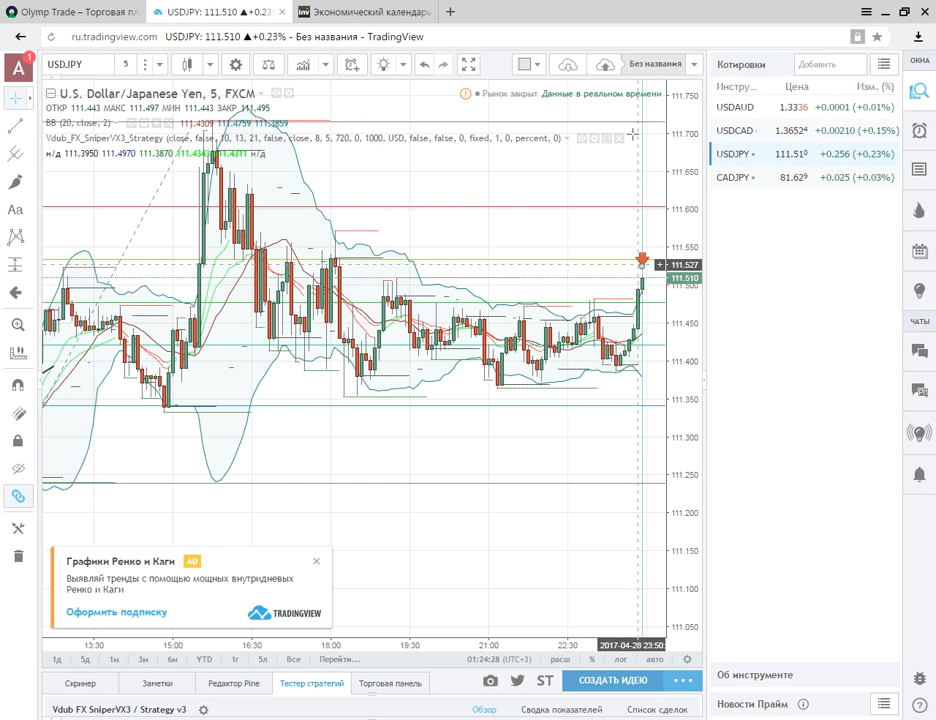 Olymp Trade – Торговая пл
USDJPY: 111.510 ▲+0.23
Экономический календарь
ru.tradingview.com USDJPY: 111.510 ▲+0.23% - Без названия - TradingView
A 1
USDJPY 5
Без названия
Котировки Добавить
ОКНА
U.S. Dollar/Japanese Yen, 5, FXCM
Рынок закрыт Данные в реальном времени
ОТКР 111.443 МАКС 111.497 МИН 111.443 ЗАКР 111.495
BB (20, close, 2) 111.4309 111.4759 111.3859
Vdub_FX_SniperVX3_Strategy (close, false, 10, 13, 21, false, close, 8, 5, 720, 0, 1000, USD, false, false, 0, fixed, 1, 0, percent, 0)
н/д 111.3950 111.4970 111.3870 н/д
Инстру... Цена Изм. (%)
USDAUD 1.3336 +0.0001 (+0.01%)
USDCAD 1.36524 +0.00210 (+0.15%)
USDJPY 111.510 +0.256 (+0.23%)
CADJPY 81.629 +0.025 (+0.03%)
Aa
ЧАТЫ
111.750
111.700
111.650
111.600
111.550
111.527
111.510
111.500
111.450
111.400
111.350
111.300
111.250
111.200
111.150
111.100
111.050
Графики Ренко и Каги AD
Выявляй тренды с помощью мощных внутридневных
Ренко и Каги
Оформить подписку TRADINGVIEW
13:30 15:00 16:30 18:00 19:30 21:00 22:30 2017-04-28 23:50
1д 5д 1м 3м 6м YTD 1г 5л Все Перейти... 01:24:28 (UTC+3) расш % лог авто
Скринер Заметки Редактор Pine Тестер стратегий Торговая панель ST СОЗДАТЬ ИДЕЮ
Vdub FX SniperVX3 / Strategy v3 Обзор Сводка показателей Список сделок
Об инструменте
Новости Прайм